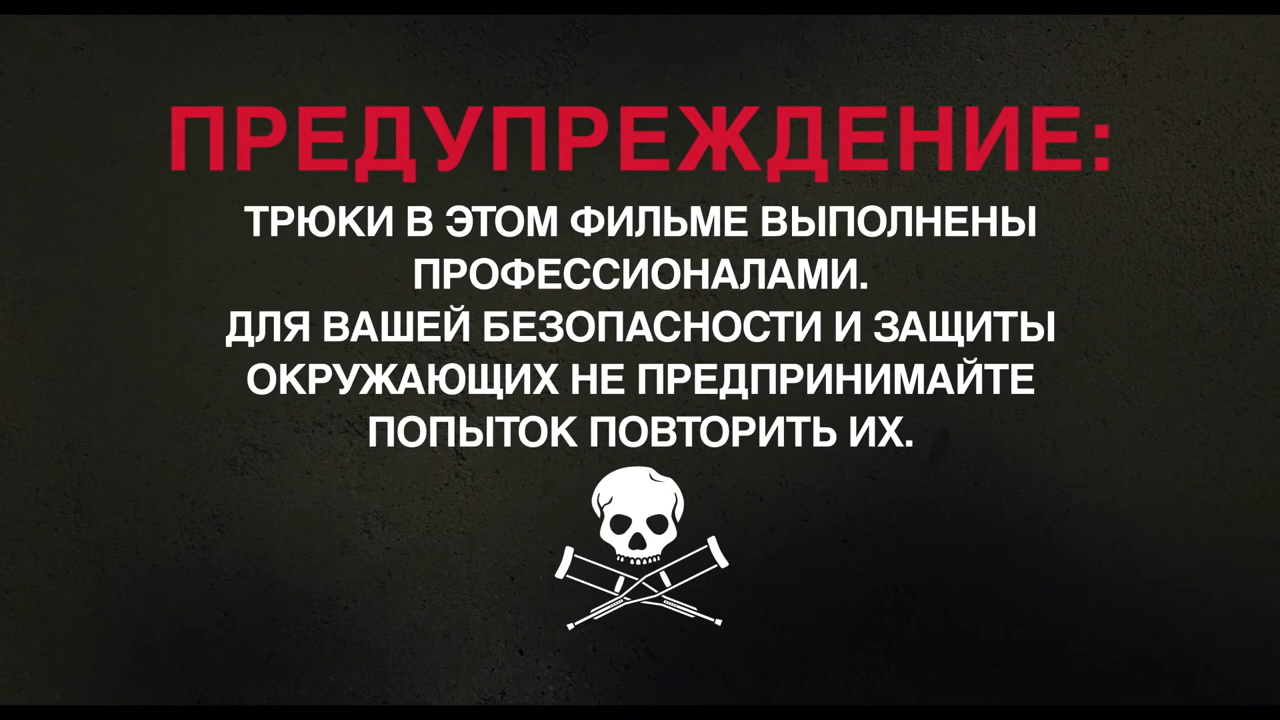 ПРЕДУПРЕЖДЕНИЕ:
ТРЮКИ В ЭТОМ ФИЛЬМЕ ВЫПОЛНЕНЫ
ПРОФЕССИОНАЛАМИ.
ДЛЯ ВАШЕЙ БЕЗОПАСНОСТИ И ЗАЩИТЫ
ОКРУЖАЮЩИХ НЕ ПРЕДПРИНИМАЙТЕ
ПОПЫТОК ПОВТОРИТЬ ИХ.